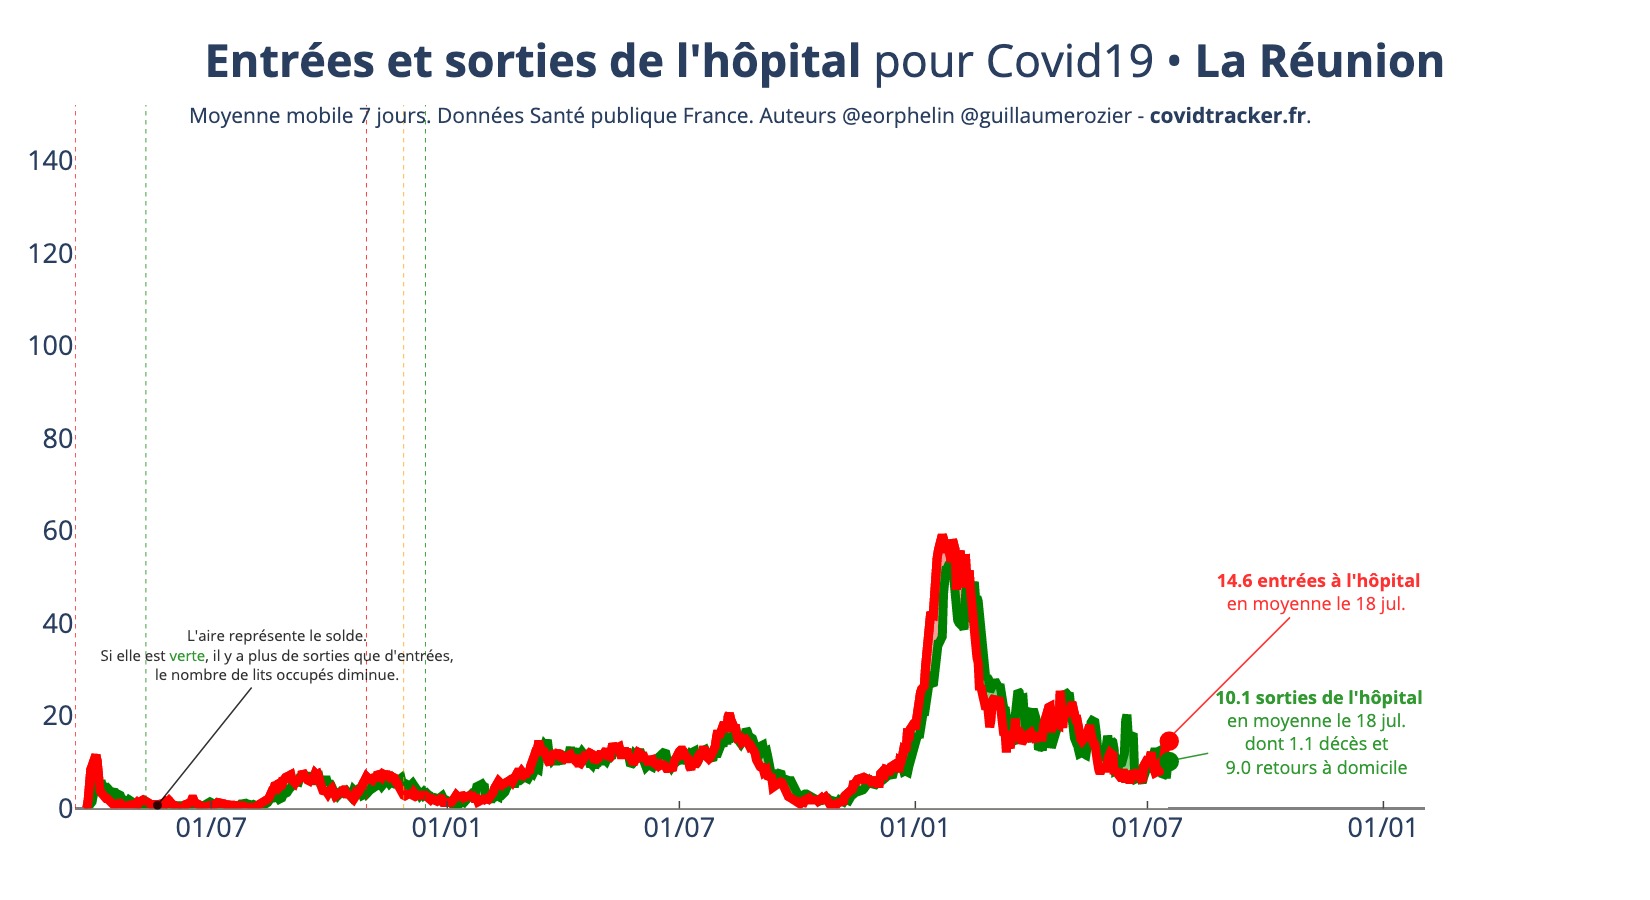 Entrées et sorties de l'hôpital pour Covid19 • La Réunion
Moyenne mobile 7 jours. Données Santé publique France. Auteurs @eorphelin @guillaumerozier - covidtracker.fr.
140
120
100
80
60
40
20
0
L'aire représente le solde.
Si elle est verte, il y a plus de sorties que d'entrées,
le nombre de lits occupés diminue.
14.6 entrées à l'hôpital
en moyenne le 18 jul.
10.1 sorties de l'hôpital
en moyenne le 18 jul.
dont 1.1 décès et
9.0 retours à domicile
01/07
01/01
01/07
01/01
01/07
01/01